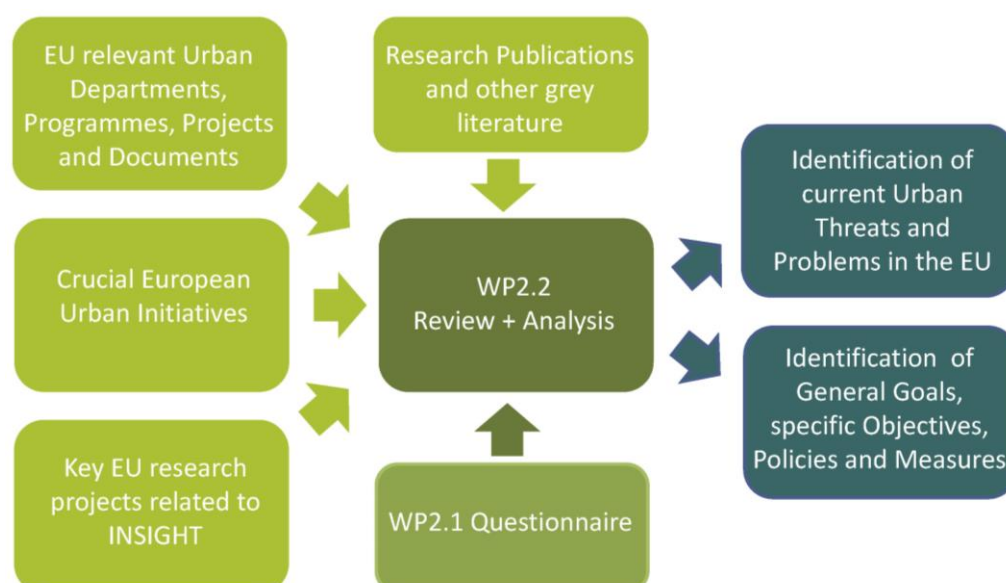 EU relevant Urban
Departments,
Programmes, Projects
and Documents
Research Publications
and other grey
literature
Crucial European
Urban Initiatives
WP2.2
Review + Analysis
Identification of
current Urban
Threats and
Problems in the EU
Identification of
General Goals,
specific Objectives,
Policies and Measures
Key EU research
projects related to
INSIGHT
WP2.1 Questionnaire